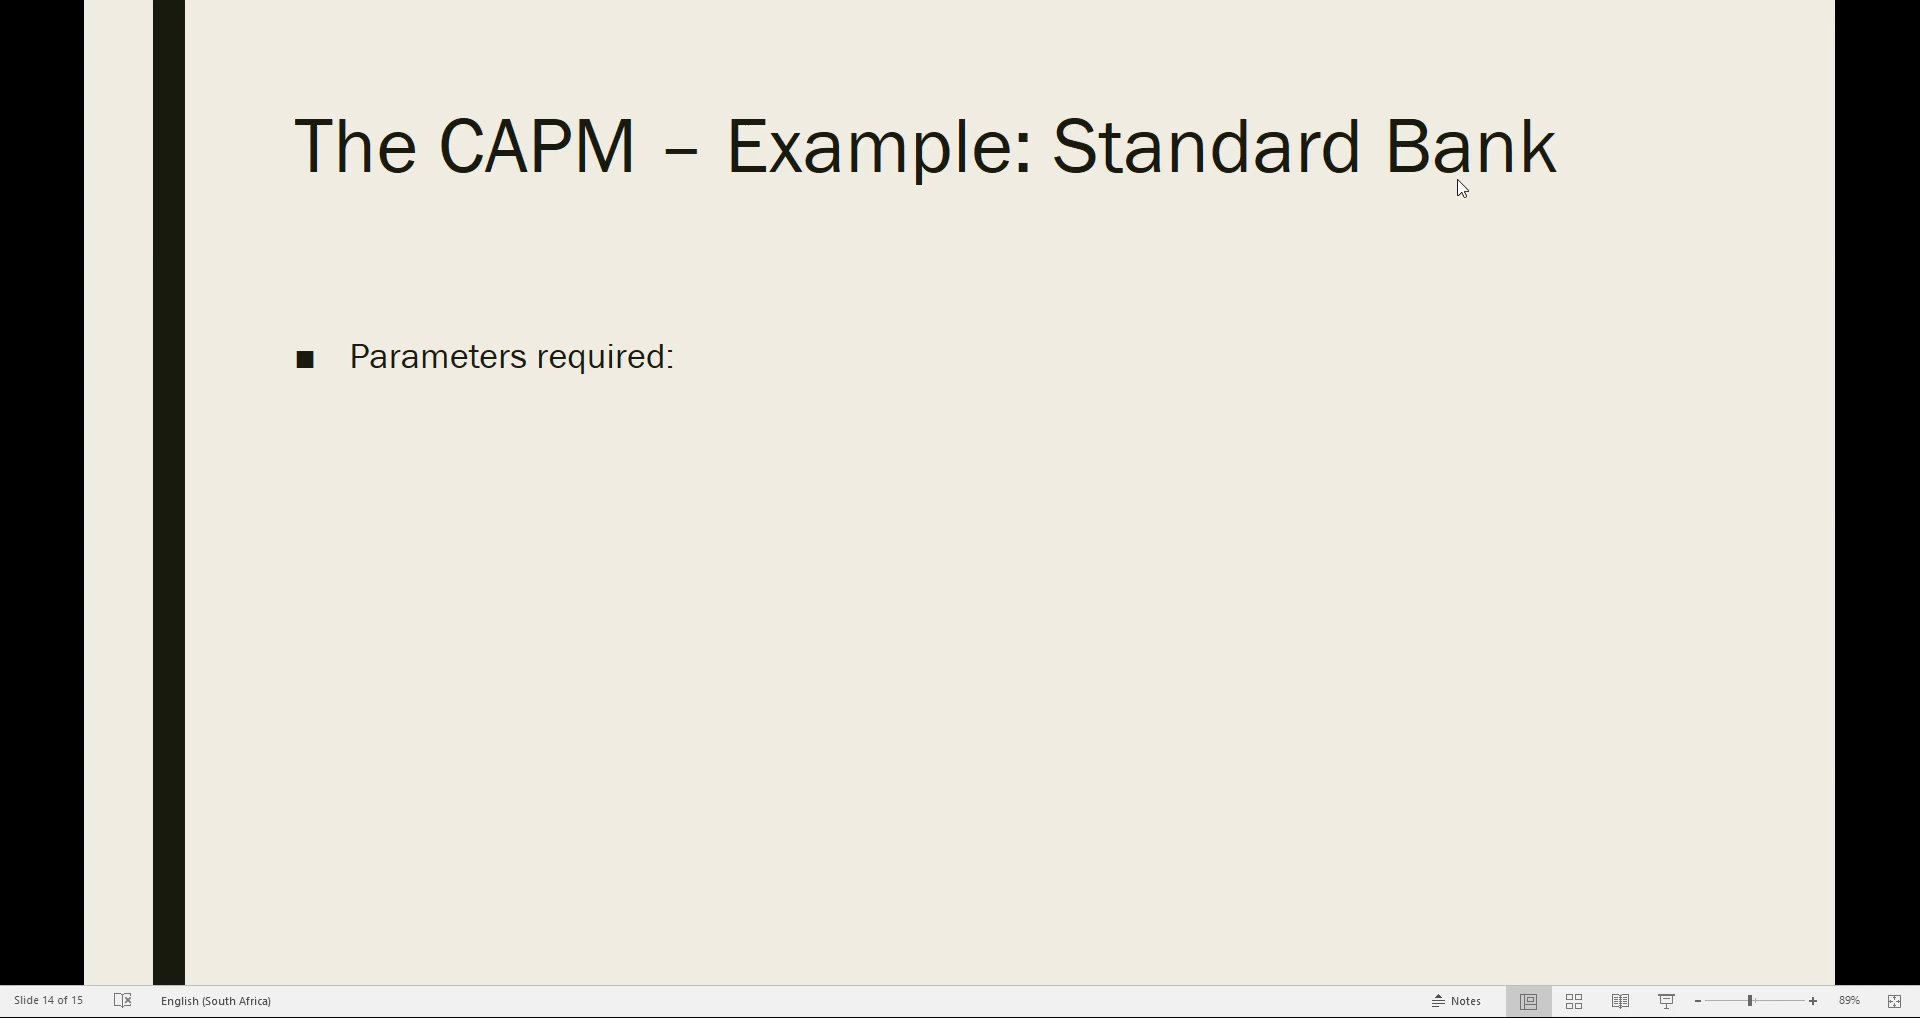 The CAPM – Example: Standard Bank
■ Parameters required:
Slide 14 of 15 English (South Africa) Notes 89%